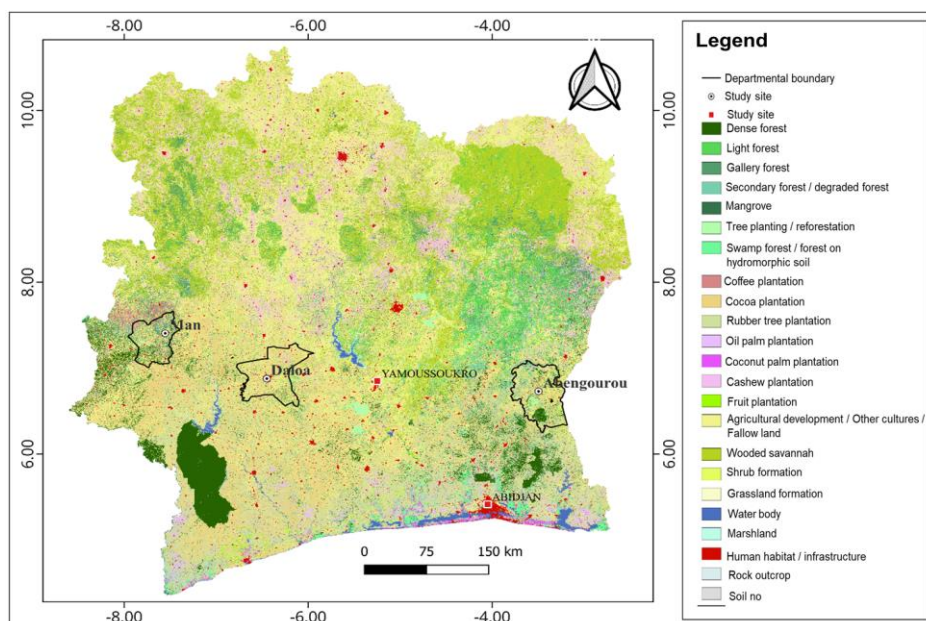 -8.00 -6.00 -4.00
10.00 10.00
8.00 8.00
6.00 6.00
-8.00 -6.00 -4.00
Man
Daloa
YAMOUSSOUKRO
Abengourou
ABIDJAN
0 75 150 km
Legend
Departmental boundary
Study site
Study site
Dense forest
Light forest
Gallery forest
Secondary forest / degraded forest
Mangrove
Tree planting / reforestation
Swamp forest / forest on
hydromorphic soil
Coffee plantation
Cocoa plantation
Rubber tree plantation
Oil palm plantation
Coconut palm plantation
Cashew plantation
Fruit plantation
Agricultural development / Other cultures /
Fallow land
Wooded savannah
Shrub formation
Grassland formation
Water body
Marshland
Human habitat / infrastructure
Rock outcrop
Soil no